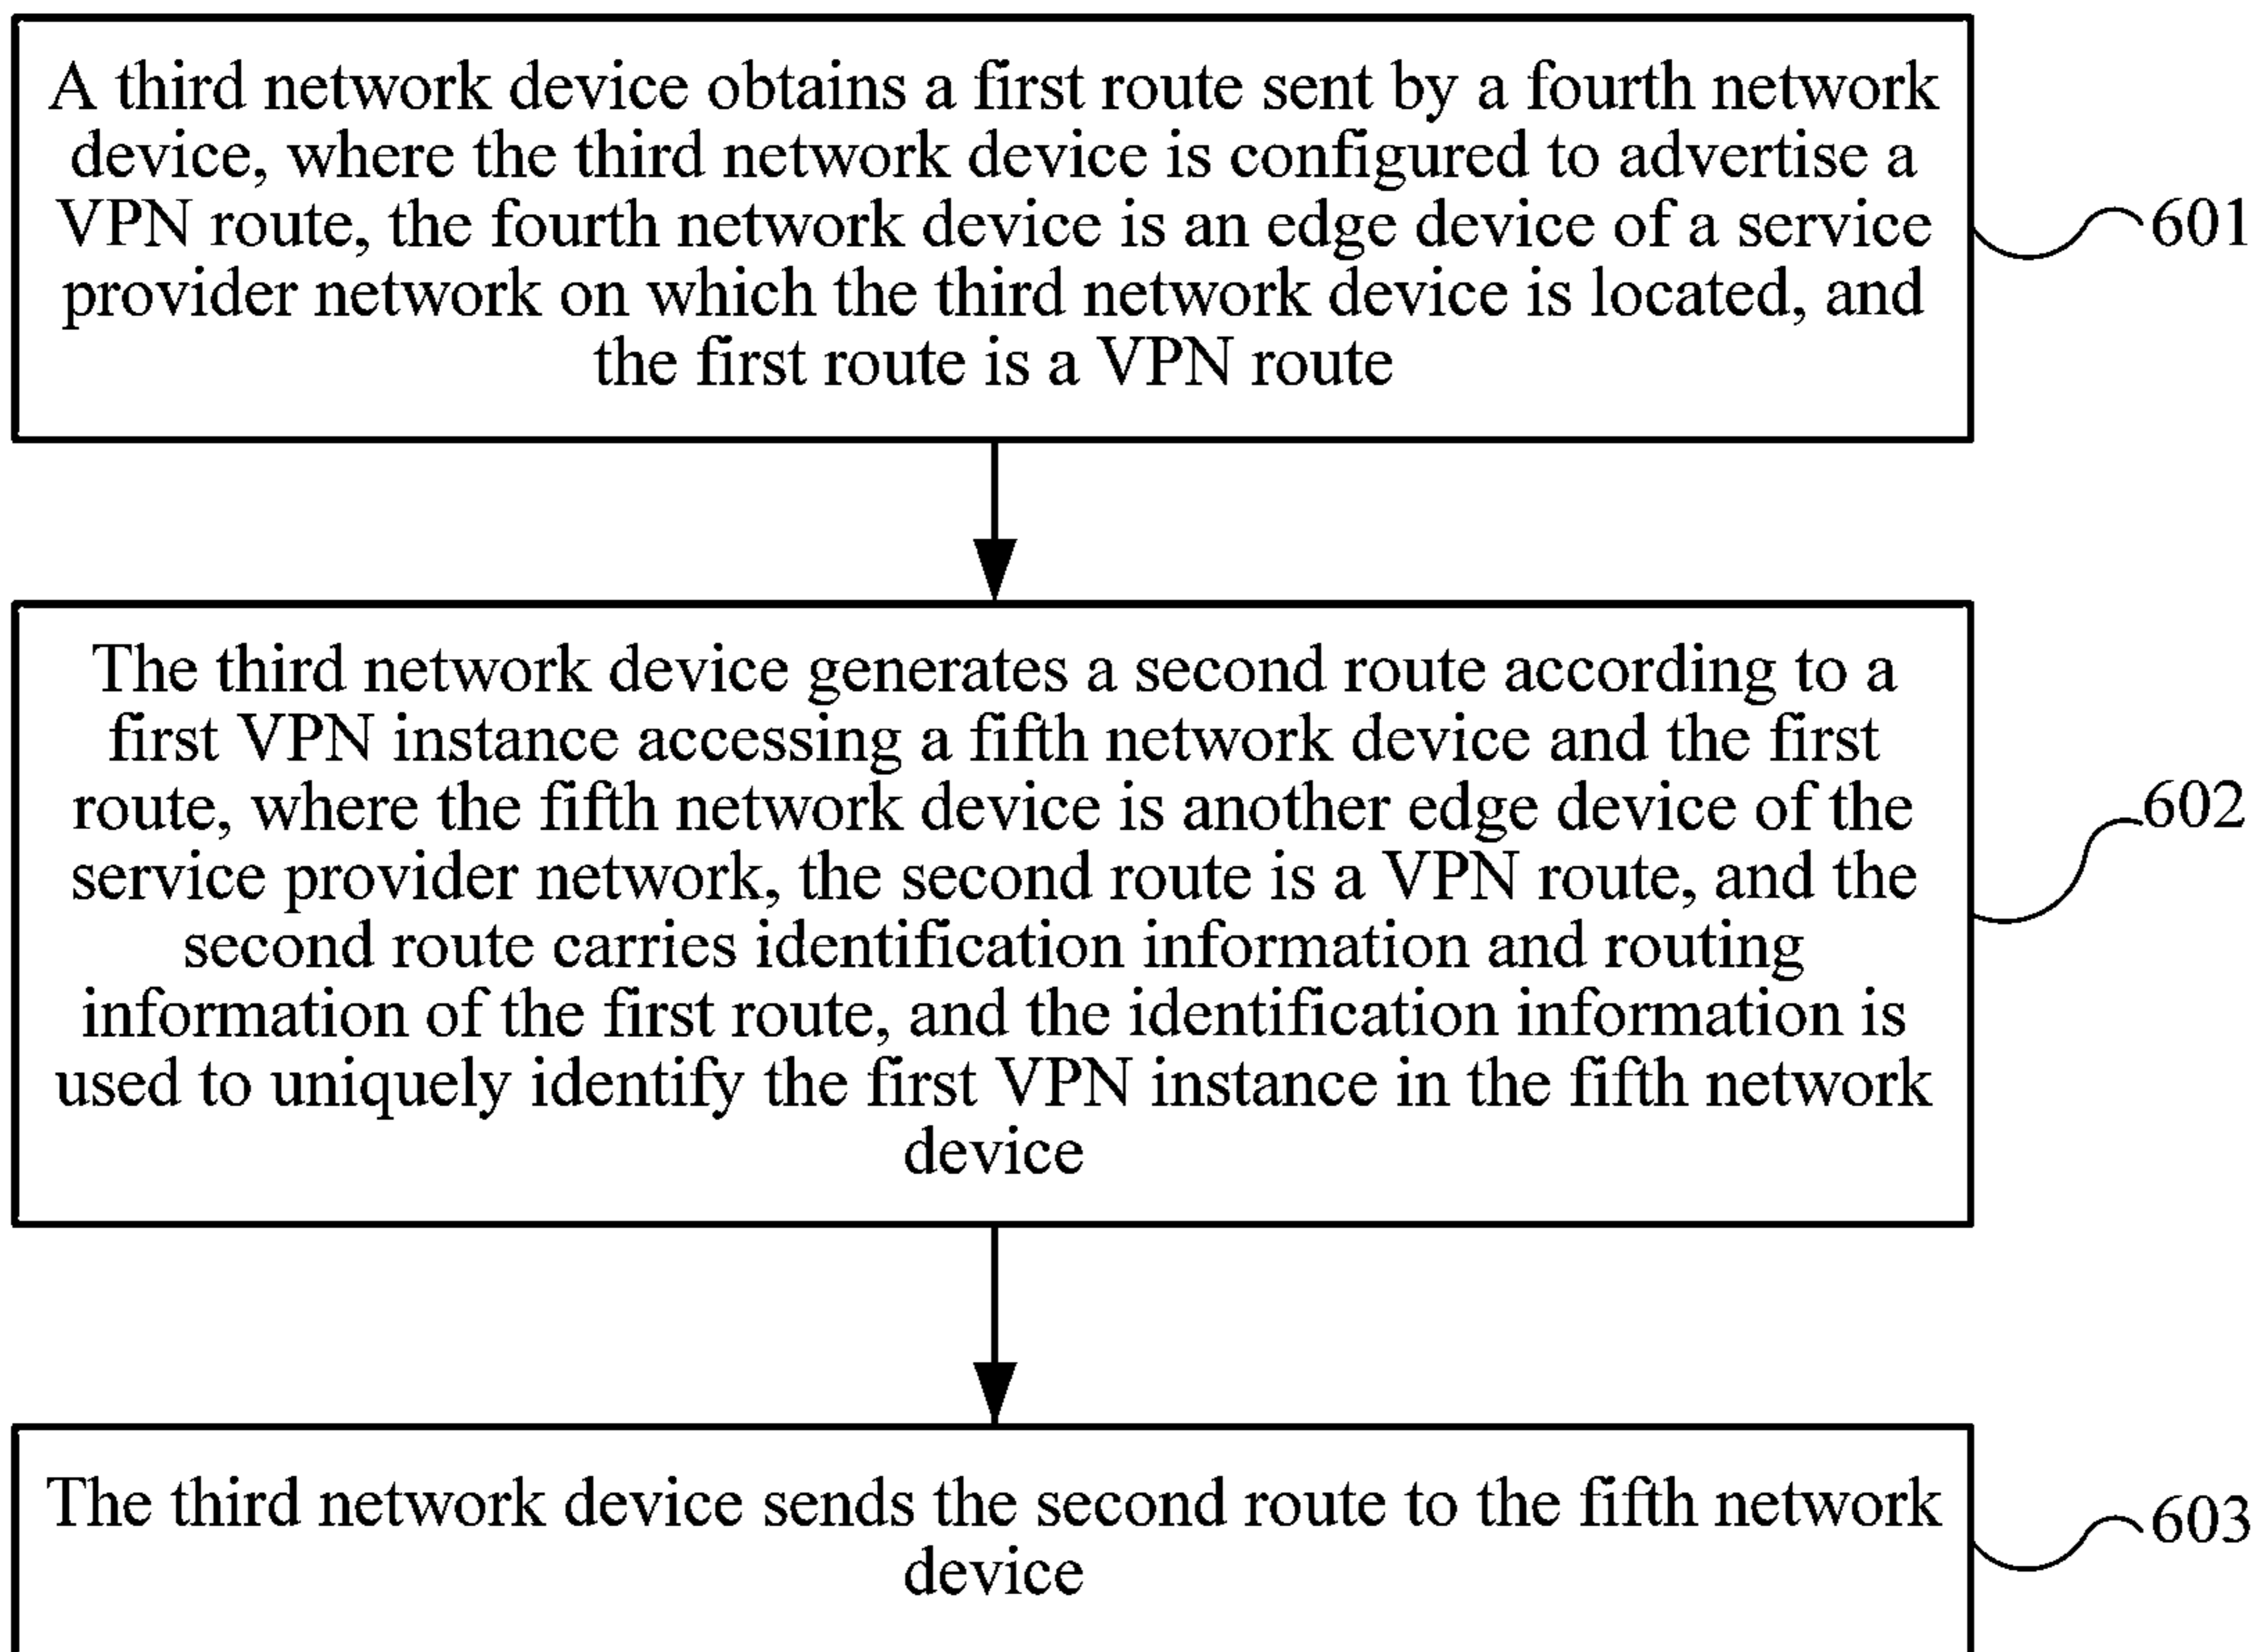 A third network device obtains a first route sent by a fourth network
device, where the third network device is configured to advertise a
VPN route, the fourth network device is an edge device of a service
provider network on which the third network device is located, and
the first route is a VPN route
601
The third network device generates a second route according to a
first VPN instance accessing a fifth network device and the first
route, where the fifth network device is another edge device of the
service provider network, the second route is a VPN route, and the
second route carries identification information and routing
information of the first route, and the identification information is
used to uniquely identify the first VPN instance in the fifth network
device
602
The third network device sends the second route to the fifth network
device
603